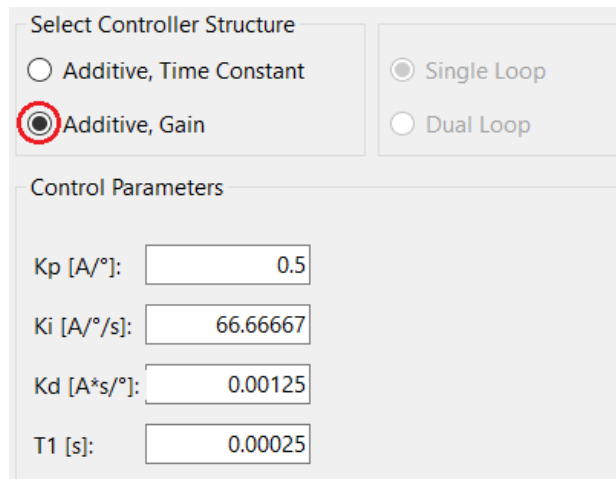 Select Controller Structure
Additive, Time Constant
Additive, Gain
Single Loop
Dual Loop
Control Parameters
Kp [A/°]: 0.5
Ki [A/°/s]: 66.66667
Kd [A*s/°]: 0.00125
T1 [s]: 0.00025